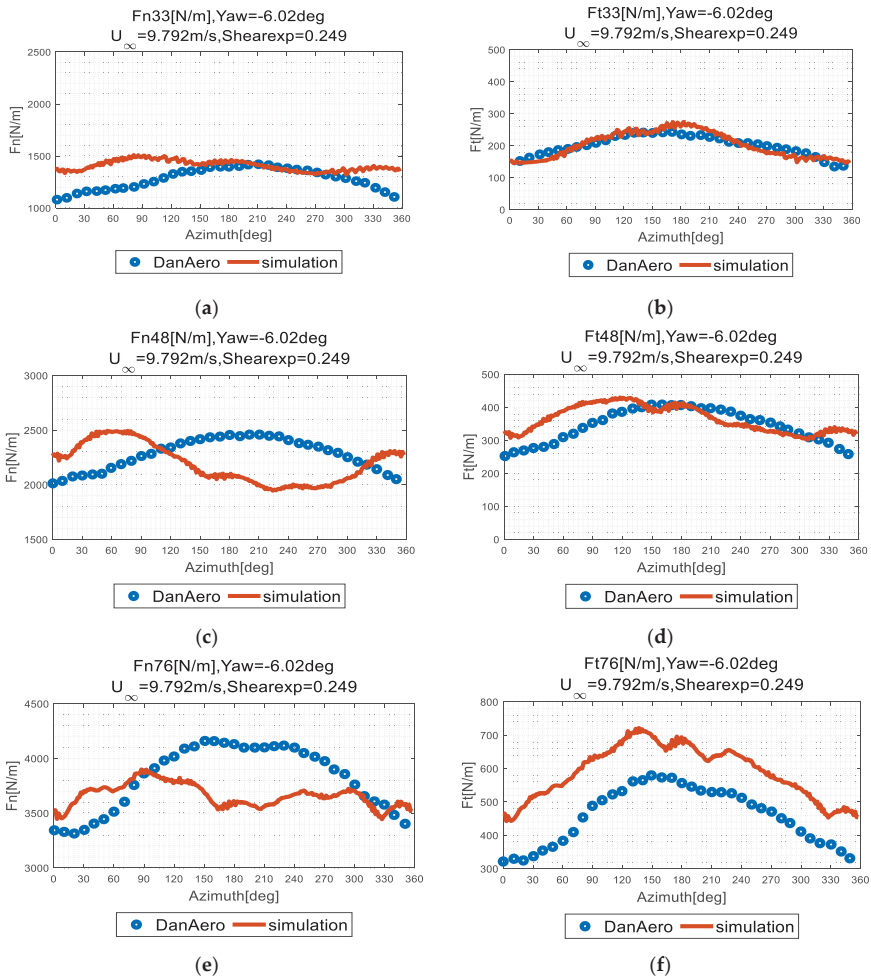 Fn33[N/m],Yaw=-6.02deg
U∞=9.792m/s,Shearexp=0.249
2500
2000
1500
1000
Fn[N/m]
0 30 60 90 120 150 180 210 240 270 300 330 360
Azimuth[deg]
DanAero simulation
(a)
Ft33[N/m],Yaw=-6.02deg
U∞=9.792m/s,Shearexp=0.249
500
400
300
200
100
0
Ft[N/m]
0 30 60 90 120 150 180 210 240 270 300 330 360
Azimuth[deg]
DanAero simulation
(b)
Fn48[N/m],Yaw=-6.02deg
U∞=9.792m/s,Shearexp=0.249
3000
2500
2000
1500
Fn[N/m]
0 30 60 90 120 150 180 210 240 270 300 330 360
Azimuth[deg]
DanAero simulation
(c)
Ft48[N/m],Yaw=-6.02deg
U∞=9.792m/s,Shearexp=0.249
500
400
300
200
100
0
Ft[N/m]
0 30 60 90 120 150 180 210 240 270 300 330 360
Azimuth[deg]
DanAero simulation
(d)
Fn76[N/m],Yaw=-6.02deg
U∞=9.792m/s,Shearexp=0.249
4500
4000
3500
3000
Fn[N/m]
0 30 60 90 120 150 180 210 240 270 300 330 360
Azimuth[deg]
DanAero simulation
(e)
Ft76[N/m],Yaw=-6.02deg
U∞=9.792m/s,Shearexp=0.249
800
700
600
500
400
300
Ft[N/m]
0 30 60 90 120 150 180 210 240 270 300 330 360
Azimuth[deg]
DanAero simulation
(f)